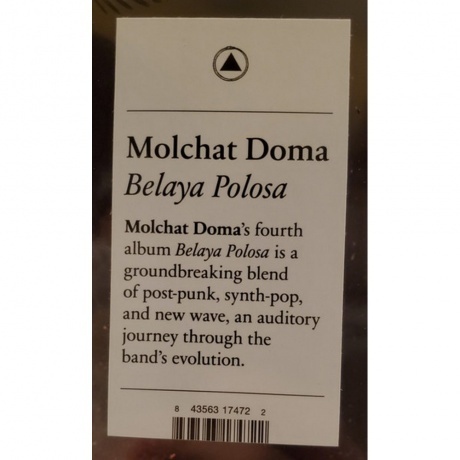 Molchat Doma
Belaya Polosa
Molchat Doma's fourth
album Belaya Polosa is a
groundbreaking blend
of post-punk, synth-pop,
and new wave, an auditory
journey through the
band's evolution.
8 43563 17472 2